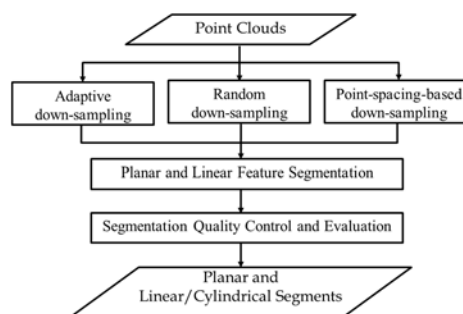 Point Clouds
Adaptive
down-sampling
Random
down-sampling
Point-spacing-based
down-sampling
Planar and Linear Feature Segmentation
Segmentation Quality Control and Evaluation
Planar and
Linear/Cylindrical Segments